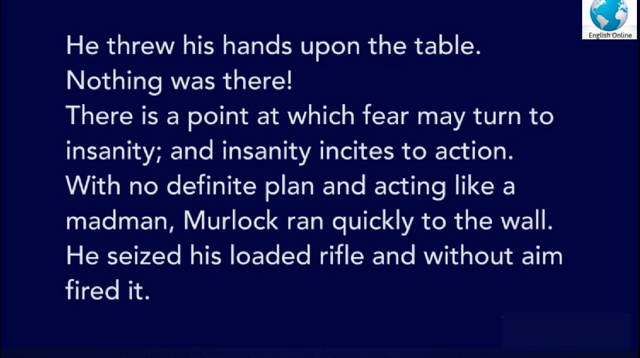 English Online
He threw his hands upon the table.
Nothing was there!
There is a point at which fear may turn to
insanity; and insanity incites to action.
With no definite plan and acting like a
madman, Murlock ran quickly to the wall.
He seized his loaded rifle and without aim
fired it.